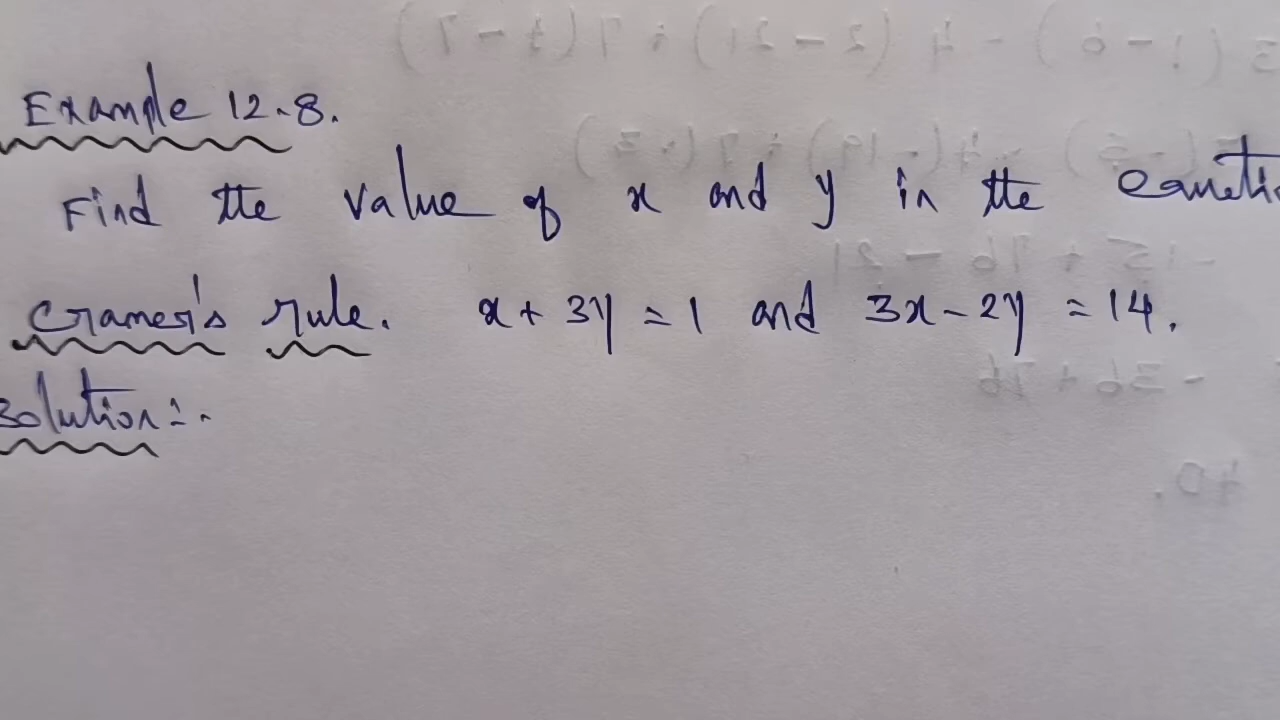 Example 12.8.
Find the value of x and y in the
Cramer's rule. x + 3y = 1 and 3x - 2y = 14.
Solution:-